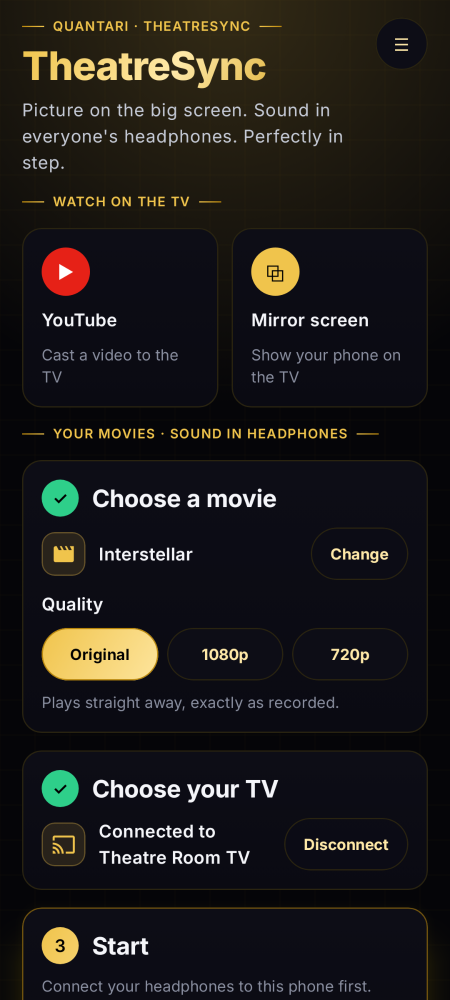 QUANTARI · THEATRESYNC
TheatreSync
Picture on the big screen. Sound in
everyone's headphones. Perfectly in
step.
WATCH ON THE TV
YouTube
Cast a video to the
TV
Mirror screen
Show your phone on
the TV
YOUR MOVIES · SOUND IN HEADPHONES
Choose a movie
Interstellar
Change
Quality
Original
1080p
720p
Plays straight away, exactly as recorded.
Choose your TV
Connected to
Theatre Room TV
Disconnect
3
Start
Connect your headphones to this phone first.